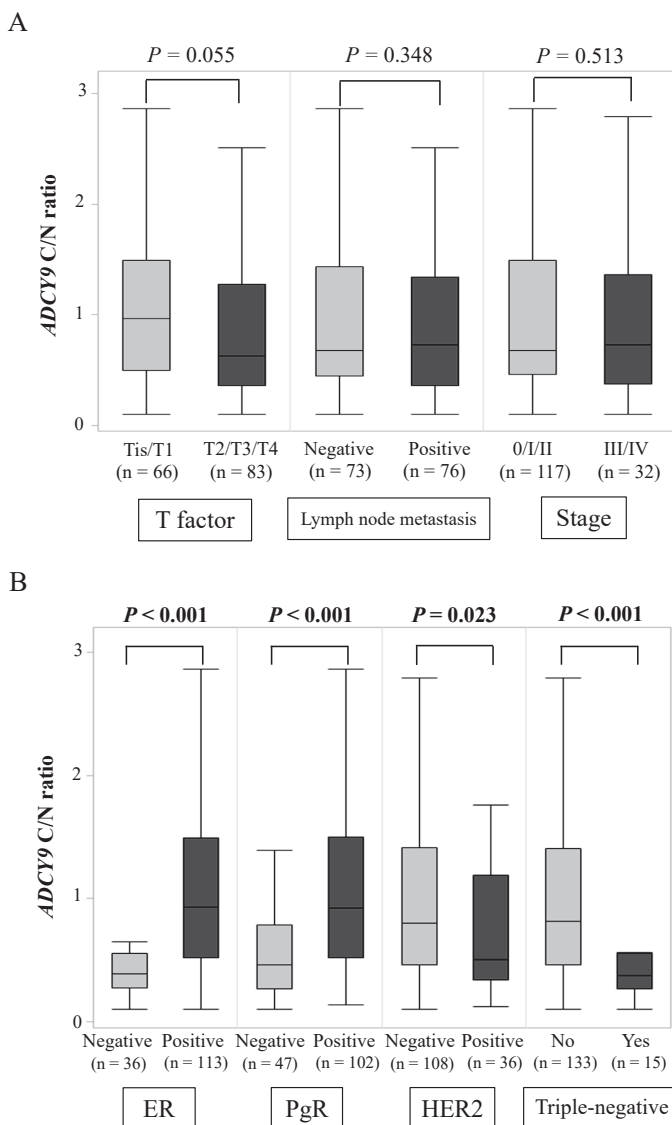 A
P = 0.055 P = 0.348 P = 0.513
3
2
1
0
ADCY9 C/N ratio
Tis/T1 T2/T3/T4 Negative Positive 0/I/II III/IV
(n = 66) (n = 83) (n = 73) (n = 76) (n = 117) (n = 32)
T factor Lymph node metastasis Stage
B
P < 0.001 P < 0.001 P = 0.023 P < 0.001
3
2
1
0
ADCY9 C/N ratio
Negative Positive Negative Positive Negative Positive No Yes
(n = 36) (n = 113) (n = 47) (n = 102) (n = 108) (n = 36) (n = 133) (n = 15)
ER PgR HER2 Triple-negative